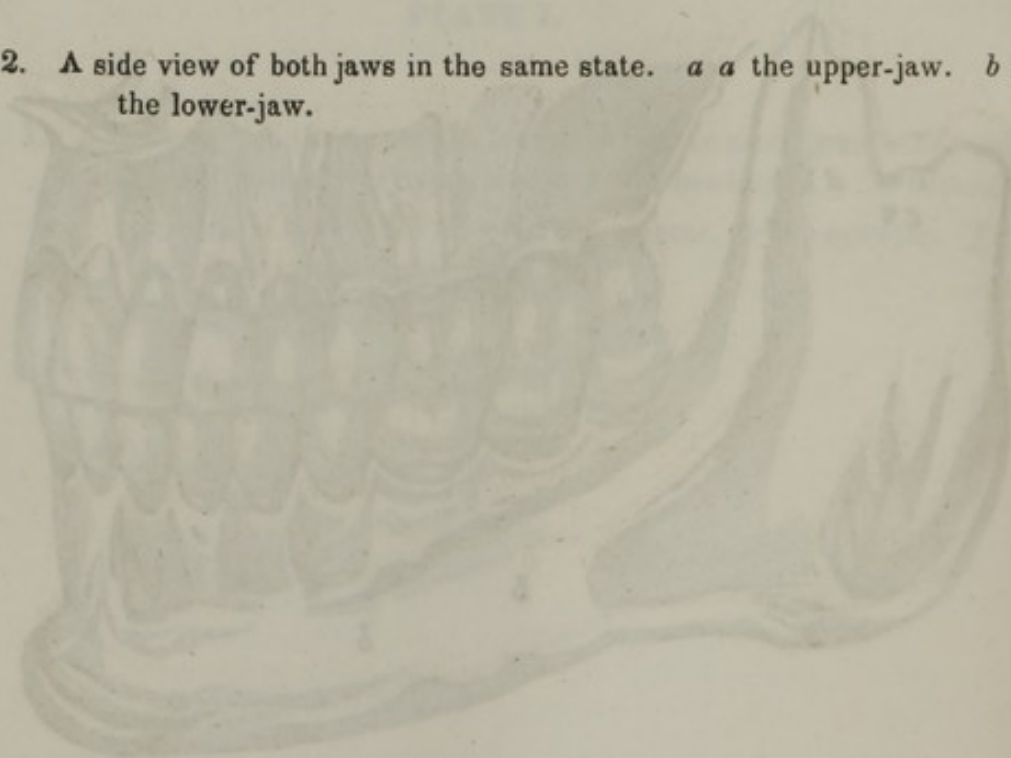 2. A side view of both jaws in the same state. a a the upper-jaw. b
the lower-jaw.